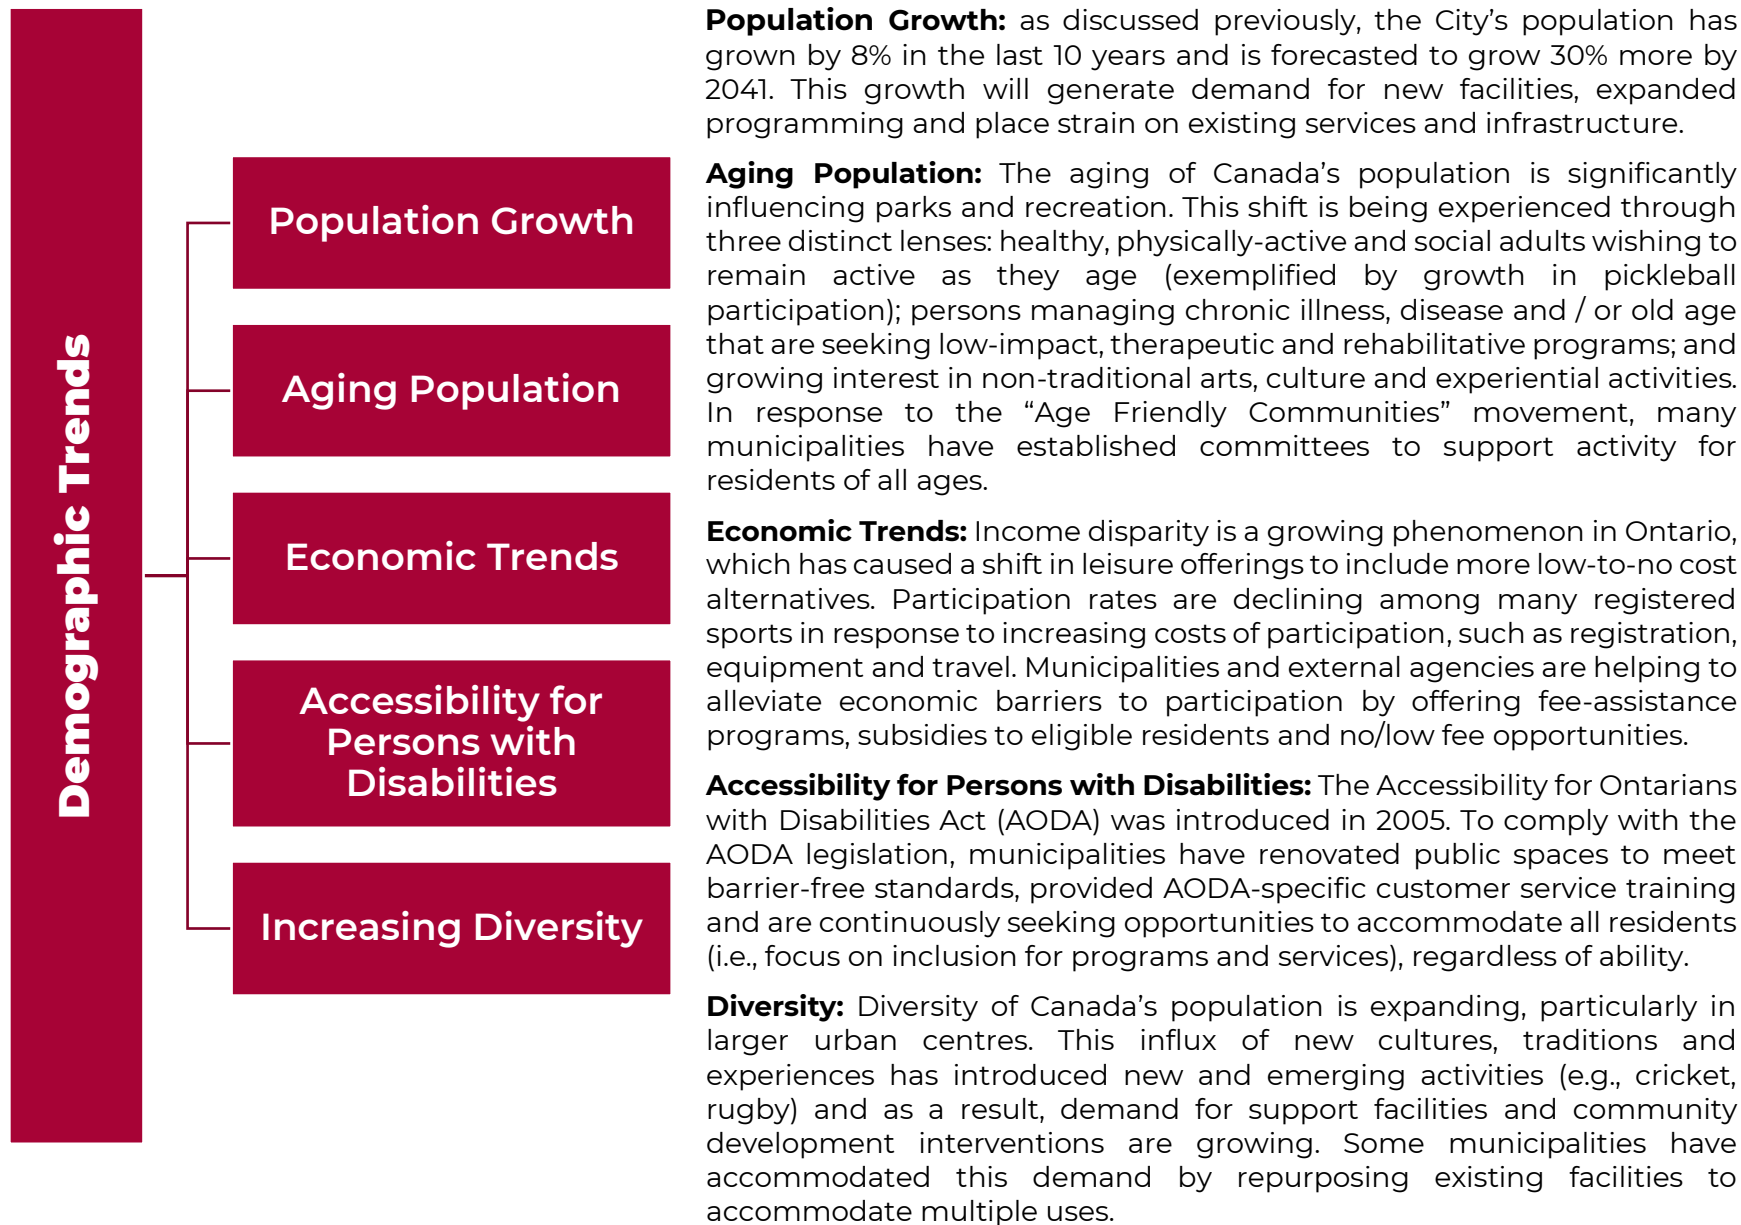 Demographic Trends
Population Growth
Aging Population
Economic Trends
Accessibility for
Persons with
Disabilities
Increasing Diversity
Population Growth: as discussed previously, the City’s population has
grown by 8% in the last 10 years and is forecasted to grow 30% more by
2041. This growth will generate demand for new facilities, expanded
programming and place strain on existing services and infrastructure.
Aging Population: The aging of Canada’s population is significantly
influencing parks and recreation. This shift is being experienced through
three distinct lenses: healthy, physically-active and social adults wishing to
remain active as they age (exemplified by growth in pickleball
participation); persons managing chronic illness, disease and / or old age
that are seeking low-impact, therapeutic and rehabilitative programs; and
growing interest in non-traditional arts, culture and experiential activities.
In response to the “Age Friendly Communities” movement, many
municipalities have established committees to support activity for
residents of all ages.
Economic Trends: Income disparity is a growing phenomenon in Ontario,
which has caused a shift in leisure offerings to include more low-to-no cost
alternatives. Participation rates are declining among many registered
sports in response to increasing costs of participation, such as registration,
equipment and travel. Municipalities and external agencies are helping to
alleviate economic barriers to participation by offering fee-assistance
programs, subsidies to eligible residents and no/low fee opportunities.
Accessibility for Persons with Disabilities: The Accessibility for Ontarians
with Disabilities Act (AODA) was introduced in 2005. To comply with the
AODA legislation, municipalities have renovated public spaces to meet
barrier-free standards, provided AODA-specific customer service training
and are continuously seeking opportunities to accommodate all residents
(i.e., focus on inclusion for programs and services), regardless of ability.
Diversity: Diversity of Canada’s population is expanding, particularly in
larger urban centres. This influx of new cultures, traditions and
experiences has introduced new and emerging activities (e.g., cricket,
rugby) and as a result, demand for support facilities and community
development interventions are growing. Some municipalities have
accommodated this demand by repurposing existing facilities to
accommodate multiple uses.